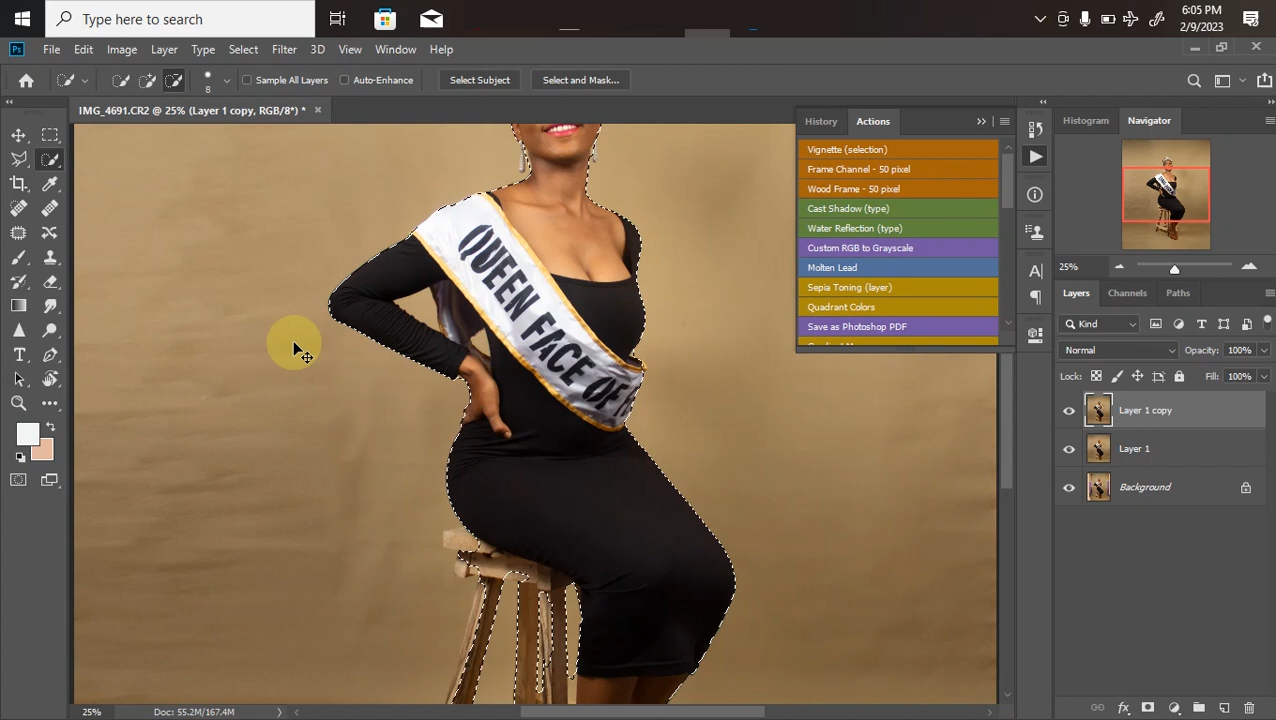 Type here to search
6:05 PM
2/9/2023
Ps File Edit Image Layer Type Select Filter 3D View Window Help
8 Sample All Layers Auto-Enhance Select Subject Select and Mask...
IMG_4691.CR2 @ 25% (Layer 1 copy, RGB/8*) *
History Actions
Vignette (selection)
Frame Channel - 50 pixel
Wood Frame - 50 pixel
Cast Shadow (type)
Water Reflection (type)
Custom RGB to Grayscale
Molten Lead
Sepia Toning (layer)
Quadrant Colors
Save as Photoshop PDF
Histogram Navigator
25%
Layers Channels Paths
Kind
Normal Opacity: 100%
Lock: Fill: 100%
Layer 1 copy
Layer 1
Background
QUEEN FACE OF
25% Doc: 55.2M/167.4M